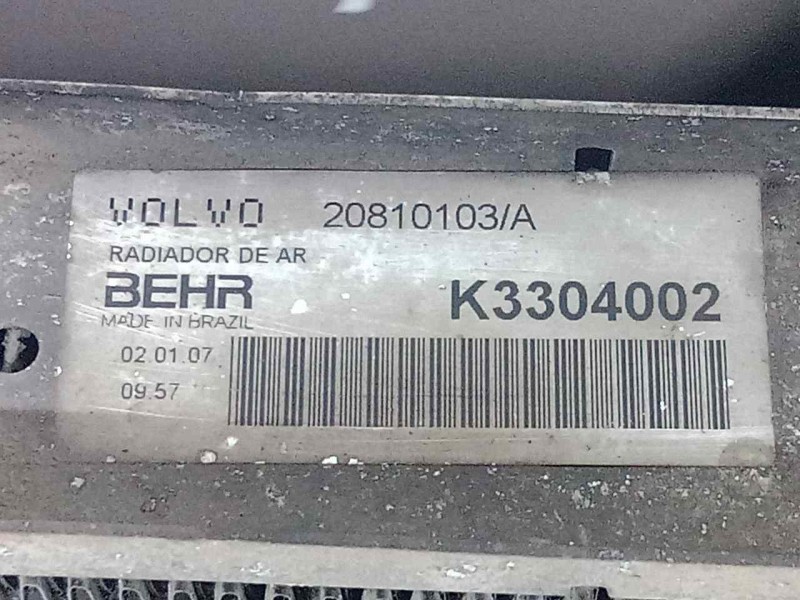 VOLVO 20810103/A
RADIADOR DE AR
BEHR K3304002
MADE IN BRAZIL
02 01.07
09.57